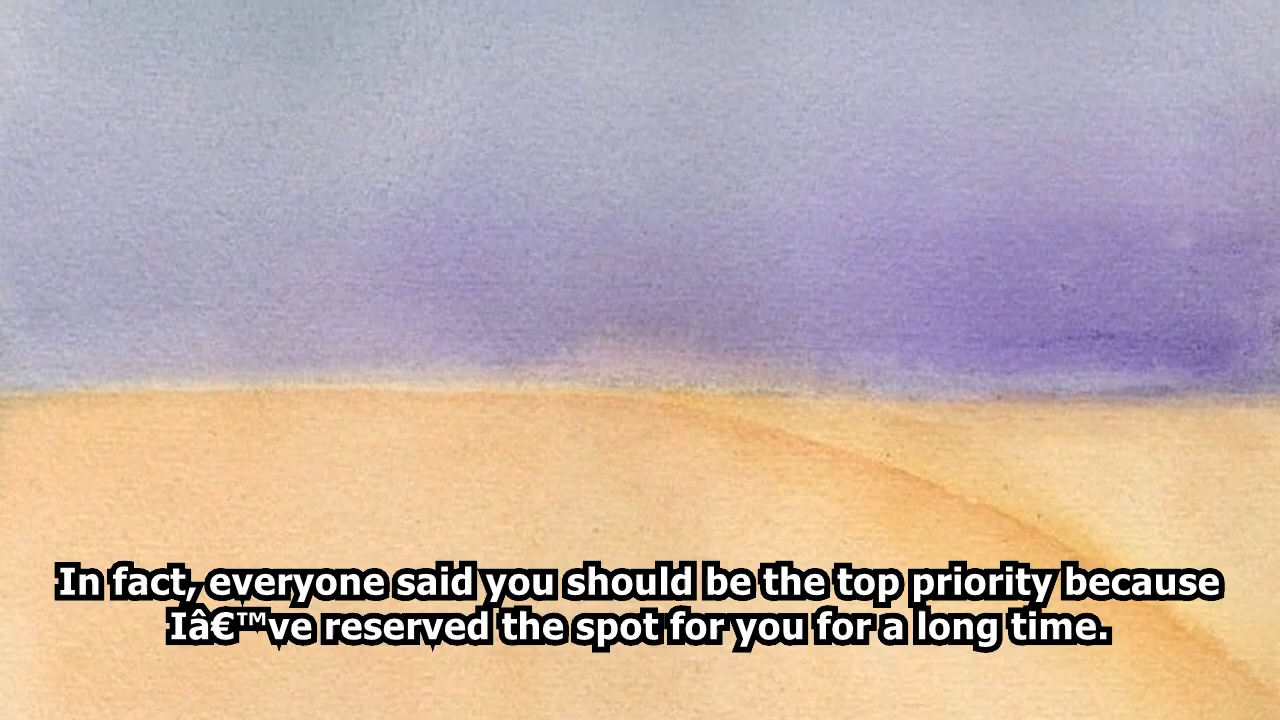 In fact, everyone said you should be the top priority because
Iâ€™ve reserved the spot for you for a long time.